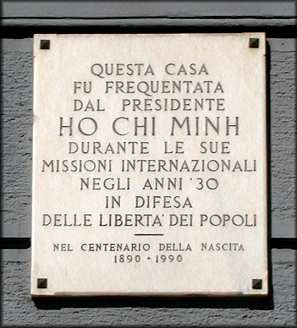 QUESTA CASA
FU FREQUENTATA
DAL PRESIDENTE
HO CHI MINH
DURANTE LE SUE
MISSIONI INTERNAZIONALI
NEGLI ANNI '30
IN DIFESA
DELLE LIBERTA' DEI POPOLI
NEL CENTENARIO DELLA NASCITA
1890 • 1990